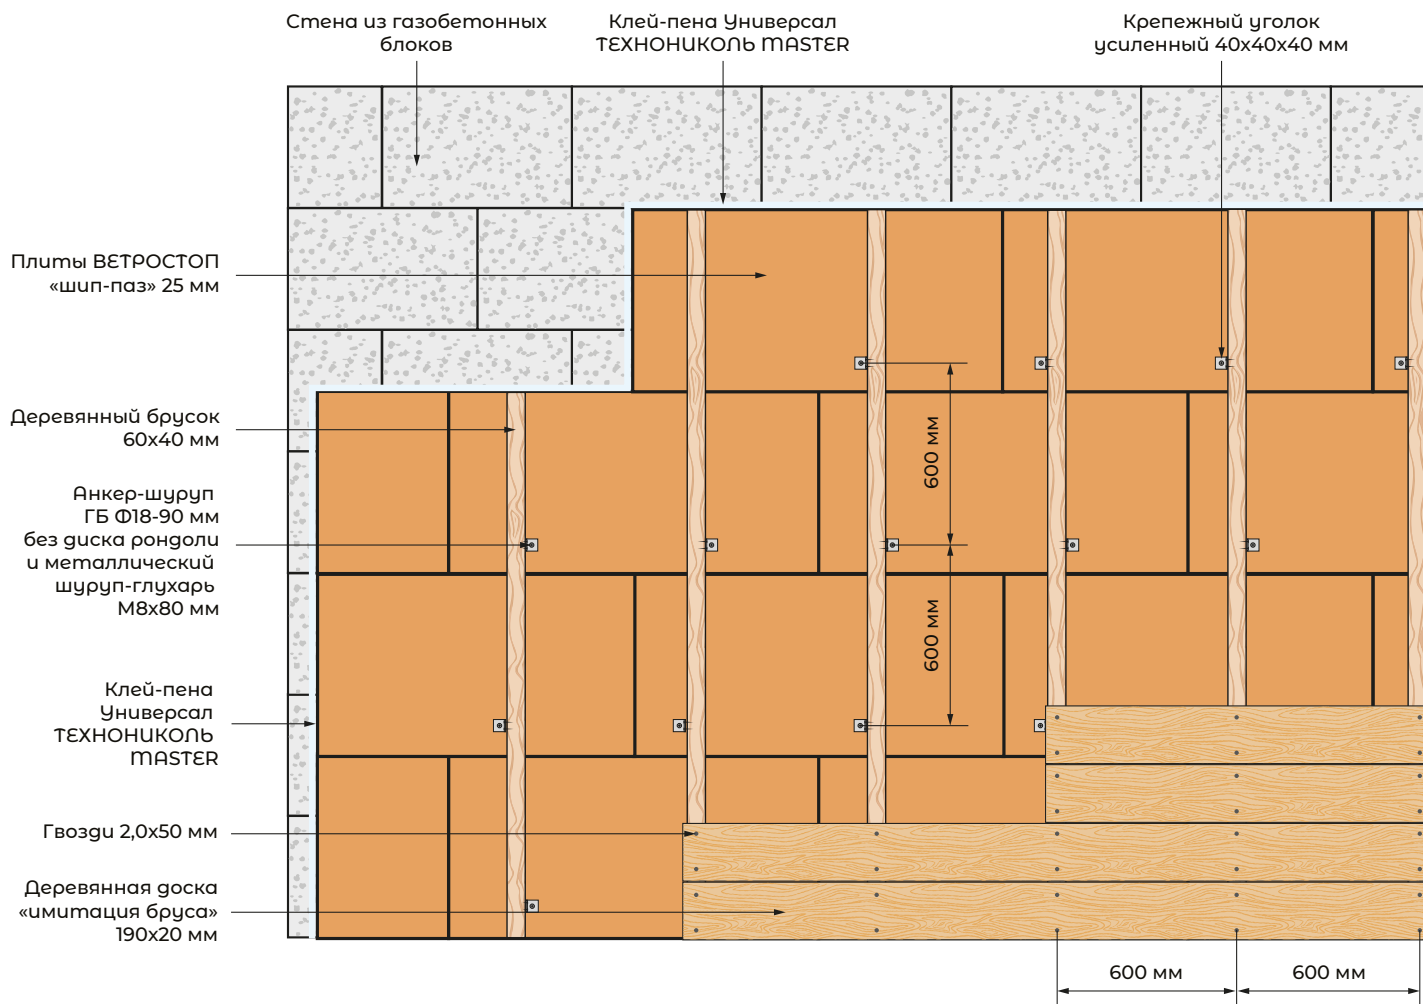 Стена из газобетонных
блоков
Клей-пена Универсал
ТЕХНОНИКОЛЬ MASTER
Крепежный уголок
усиленный 40х40х40 мм
Плиты ВЕТРОСТОП
«шип-паз» 25 мм
Деревянный брусок
60х40 мм
Анкер-шуруп
ГБ Ф18-90 мм
без диска рондоли
и металлический
шуруп-глухарь
М8х80 мм
Клей-пена
Универсал
ТЕХНОНИКОЛЬ
MASTER
Гвозди 2,0х50 мм
Деревянная доска
«имитация бруса»
190х20 мм
600 мм
600 мм
600 мм
600 мм